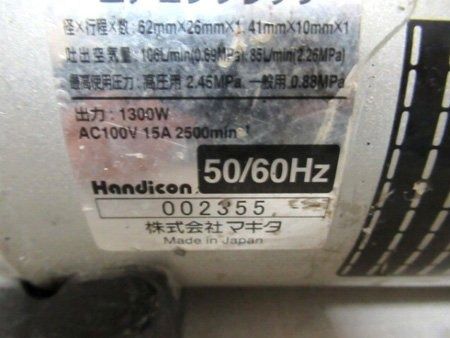 径×行程×数：62mm×26mm×1. 41mm×10mm×1
吐出空気量：106L/min(0.69MPa). 85L/min(2.26MPa)
最高使用圧力：高圧用 2.45MPa. 一般用 0.88MPa
出力：1300W
AC100V 15A 2500min⁻¹
50/60Hz
Handicon
002355
株式会社 マキタ
Made in Japan